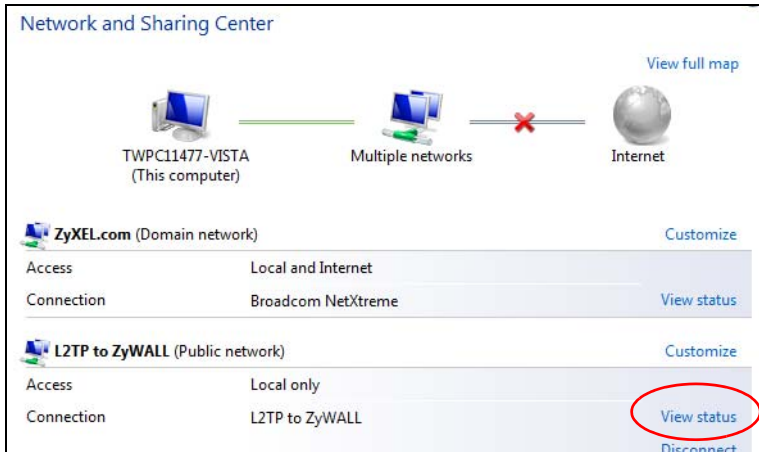 Network and Sharing Center
View full map
TWPC11477-VISTA
(This computer)
Multiple networks
Internet
ZyXEL.com (Domain network) Customize
Access Local and Internet
Connection Broadcom NetXtreme View status
L2TP to ZyWALL (Public network) Customize
Access Local only
Connection L2TP to ZyWALL View status
Disconnect